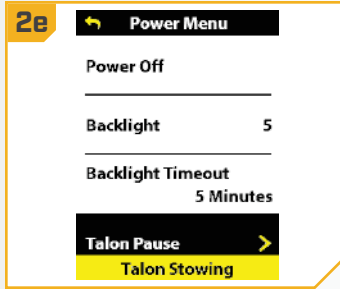 2e
Power Menu
Power Off
Backlight 5
Backlight Timeout
5 Minutes
Talon Pause >
Talon Stowing